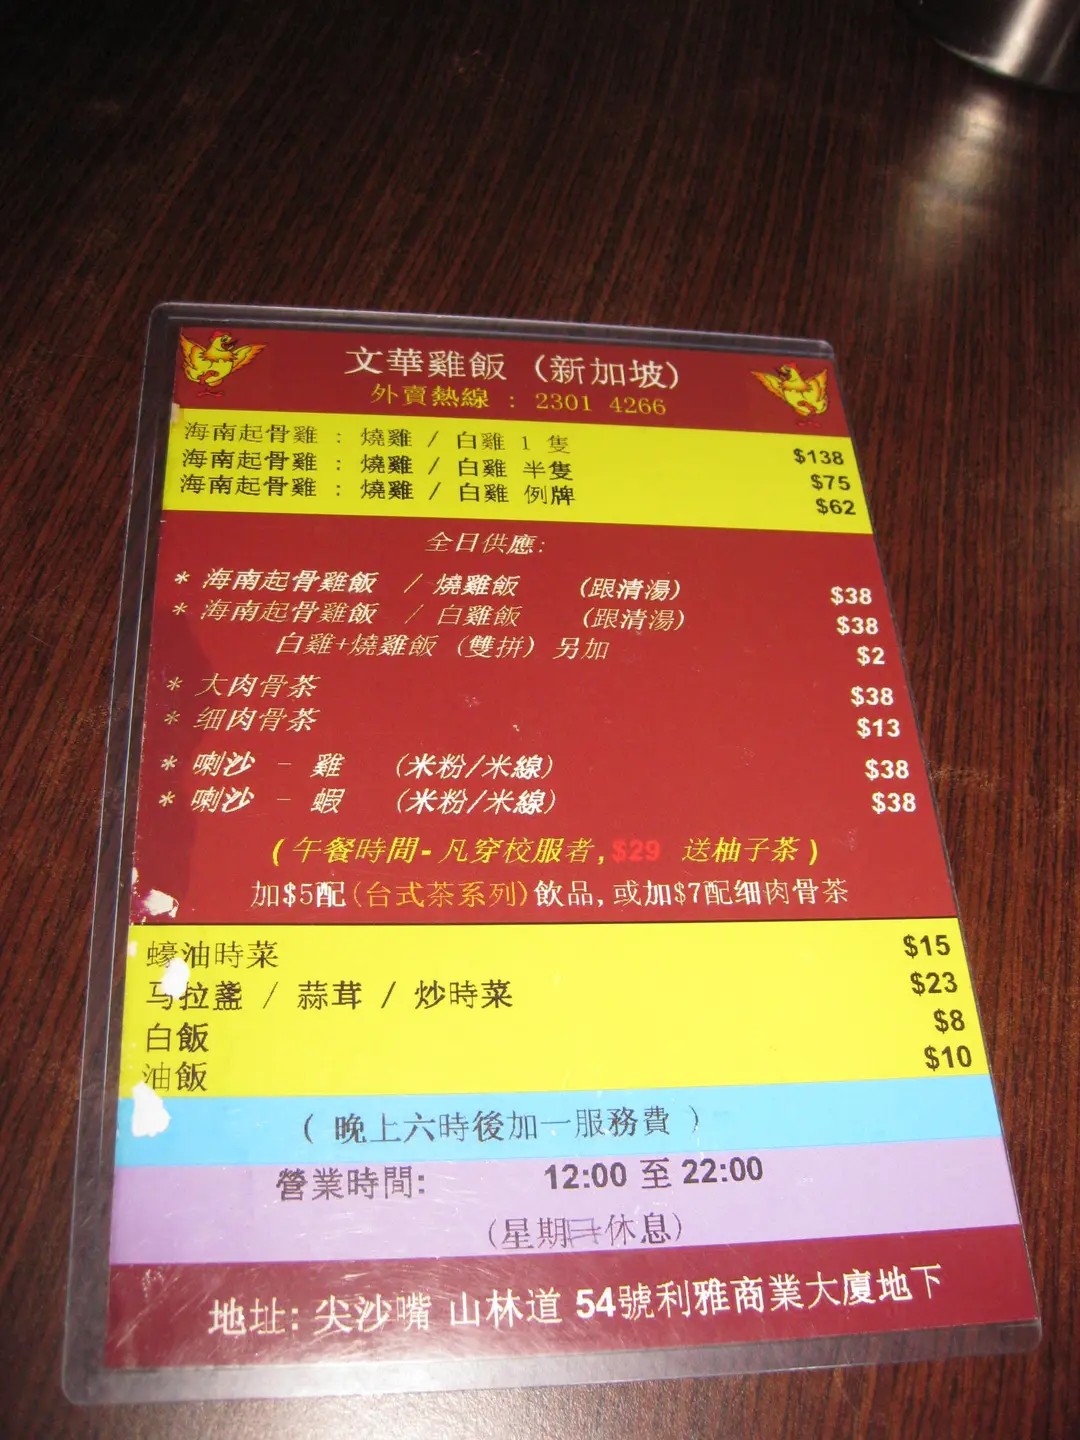 文華雞飯 (新加坡)
外賣熱線 : 2301 4266
海南起骨雞 : 燒雞 / 白雞 1 隻 $138
海南起骨雞 : 燒雞 / 白雞 半隻 $75
海南起骨雞 : 燒雞 / 白雞 例牌 $62
全日供應:
* 海南起骨雞飯 / 燒雞飯 (跟清湯) $38
* 海南起骨雞飯 / 白雞飯 (跟清湯) $38
白雞+燒雞飯 (雙拼) 另加 $2
* 大肉骨茶 $38
* 细肉骨茶 $13
* 喇沙 - 雞 (米粉/米線) $38
* 喇沙 - 蝦 (米粉/米線) $38
(午餐時間-凡穿校服者,$29 送柚子茶)
加$5配(台式茶系列)飲品,或加$7配细肉骨茶
蠔油時菜 $15
马拉盞 / 蒜茸 / 炒時菜 $23
白飯 $8
油飯 $10
( 晚上六時後加一服務費 )
營業時間: 12:00 至 22:00
(星期日休息)
地址: 尖沙嘴 山林道 54號利雅商業大廈地下